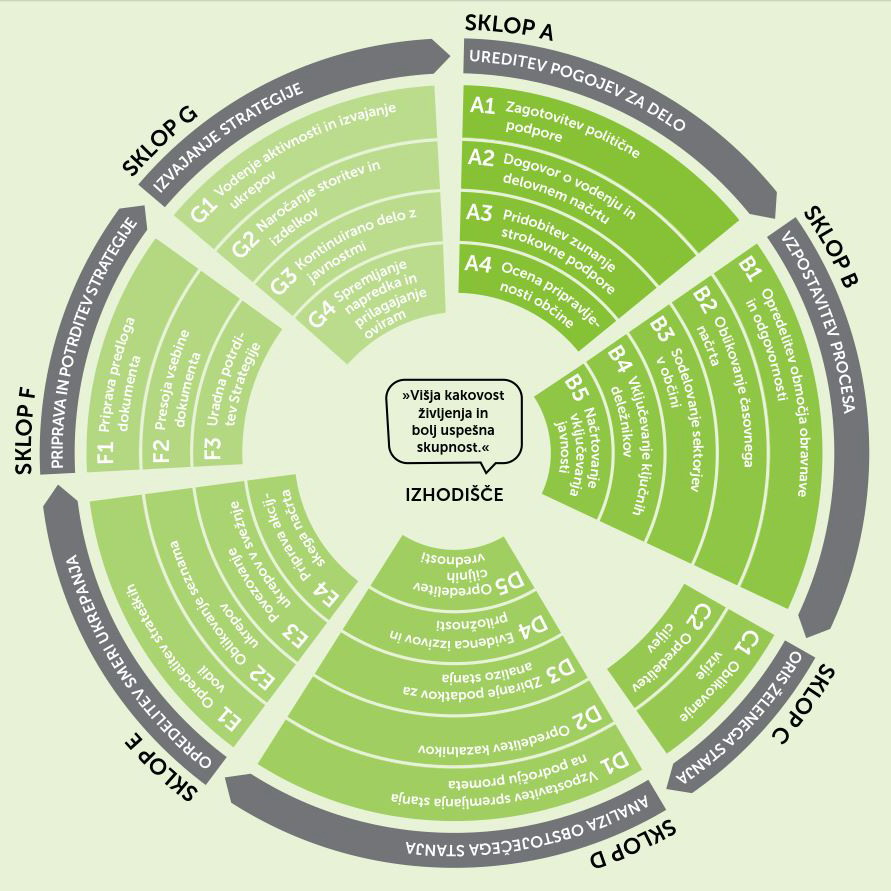 SKLOP A
UREDITEV POGOJEV ZA DELO
A1 Zagotovitev politične
podpore
A2 Dogovor o vodenju in
delovnem načrtu
A3 Pridobitev zunanje
strokovne podpore
A4 Ocena pripravlje-
nosti občine
SKLOP B
VZPOSTAVITEV PROCESA
B1 Opredelitev območja obravnave
in odgovornosti
B2 Oblikovanje časovnega
načrta
B3 Sodelovanje sektorjev
v občini
B4 Vključevanje ključnih
deležnikov
B5 Načrtovanje
vključevanja
javnosti
SKLOP C
ORIS ŽELENEGA STANJA
C1 Oblikovanje
vizije
C2 Opredelitev
ciljev
SKLOP D
ANALIZA OBSTOJEČEGA STANJA
D1 Vzpostavitev spremljanja stanja
na področju prometa
D2 Opredelitev kazalnikov
D3 Zbiranje podatkov za
analizo stanja
D4 Evidenca izzivov in
priložnosti
D5 Opredelitev
ciljnih
vrednosti
SKLOP E
OPREDELITEV SMERI UKREPANJA
E1 Opredelitev strateških
vodil
E2 Oblikovanje seznama
ukrepov
E3 Povezovanje
ukrepov v svežnje
E4 Priprava akcij-
skega načrta
SKLOP F
PRIPRAVA IN POTRDITEV STRATEGIJE
F1 Priprava predloga
dokumenta
F2 Presoja vsebine
dokumenta
F3 Uradna potrdi-
tev Strategije
SKLOP G
IZVAJANJE STRATEGIJE
G1 Vodenje aktivnosti in izvajanje
ukrepov
G2 Naročanje storitev in
izdelkov
G3 Kontinuirano delo z
javnostmi
G4 Spremljanje
napredka in
prilagajanje
oviram
»Višja kakovost
življenja in
bolj uspešna
skupnost.«
IZHODIŠČE